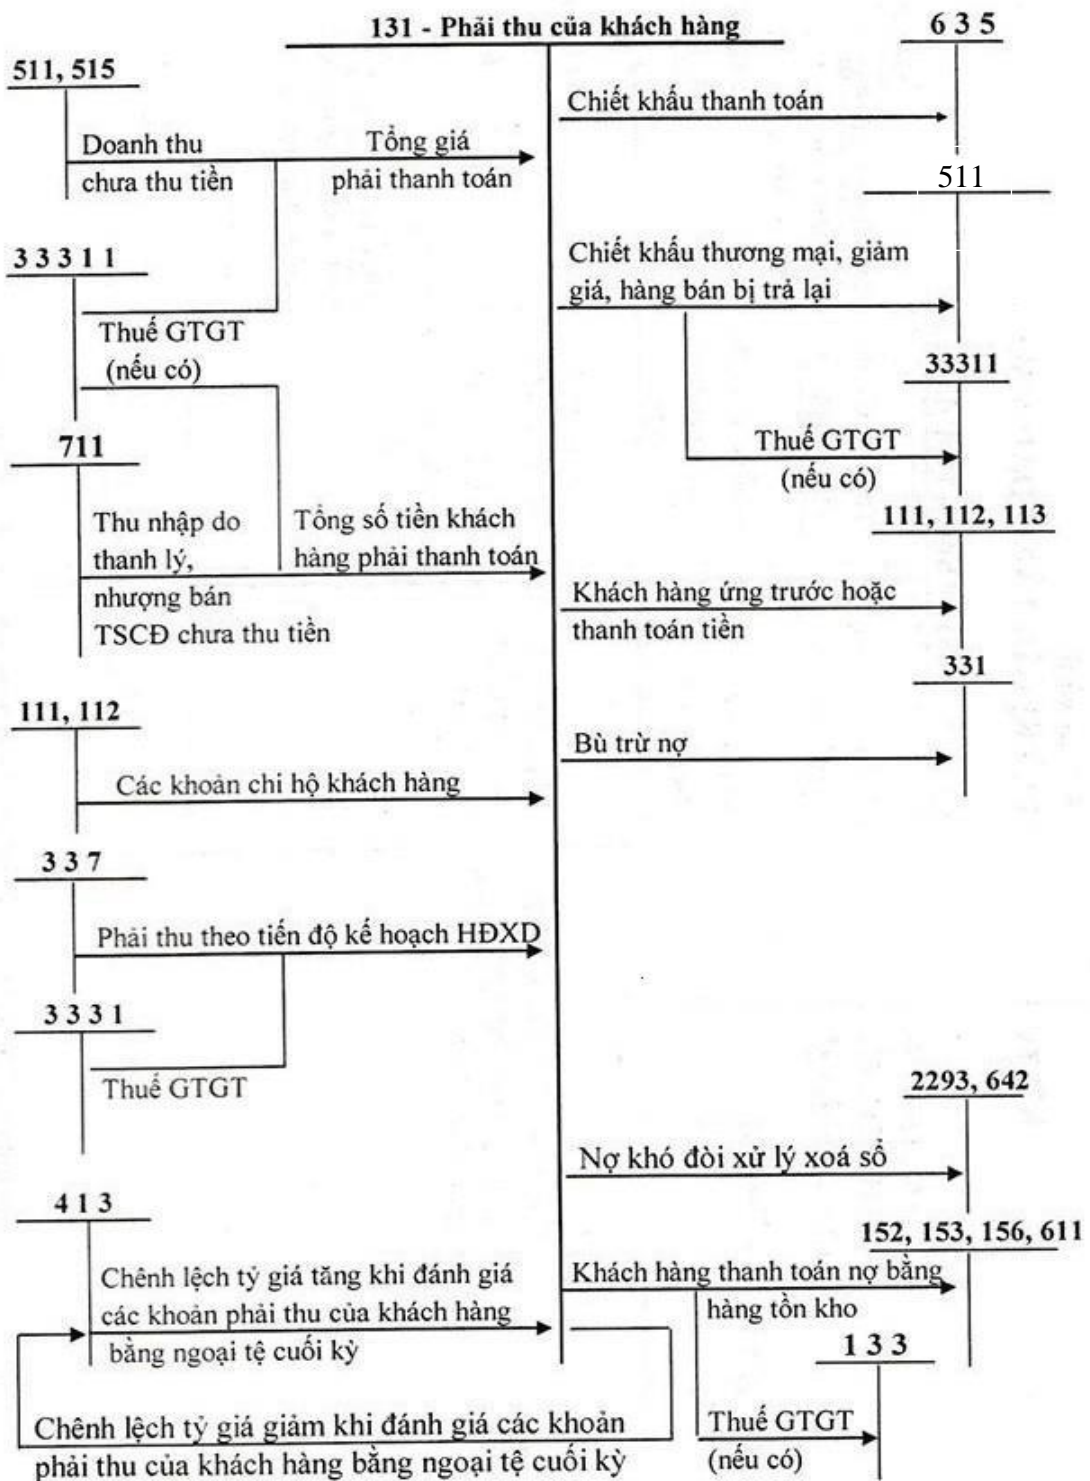 131 - Phải thu của khách hàng
511, 515
Doanh thu
chưa thu tiền
Tổng giá
phải thanh toán
3 3 3 1 1
Thuế GTGT
(nếu có)
711
Thu nhập do
thanh lý,
nhượng bán
TSCĐ chưa thu tiền
Tổng số tiền khách
hàng phải thanh toán
111, 112
Các khoản chi hộ khách hàng
3 3 7
Phải thu theo tiến độ kế hoạch HĐXD
3 3 3 1
Thuế GTGT
4 1 3
Chênh lệch tỷ giá tăng khi đánh giá
các khoản phải thu của khách hàng
bằng ngoại tệ cuối kỳ
Chênh lệch tỷ giá giảm khi đánh giá các khoản
phải thu của khách hàng bằng ngoại tệ cuối kỳ
6 3 5
Chiết khấu thanh toán
511
Chiết khấu thương mại, giảm
giá, hàng bán bị trả lại
33311
Thuế GTGT
(nếu có)
111, 112, 113
Khách hàng ứng trước hoặc
thanh toán tiền
331
Bù trừ nợ
2293, 642
Nợ khó đòi xử lý xoá sổ
152, 153, 156, 611
Khách hàng thanh toán nợ bằng
hàng tồn kho
1 3 3
Thuế GTGT
(nếu có)